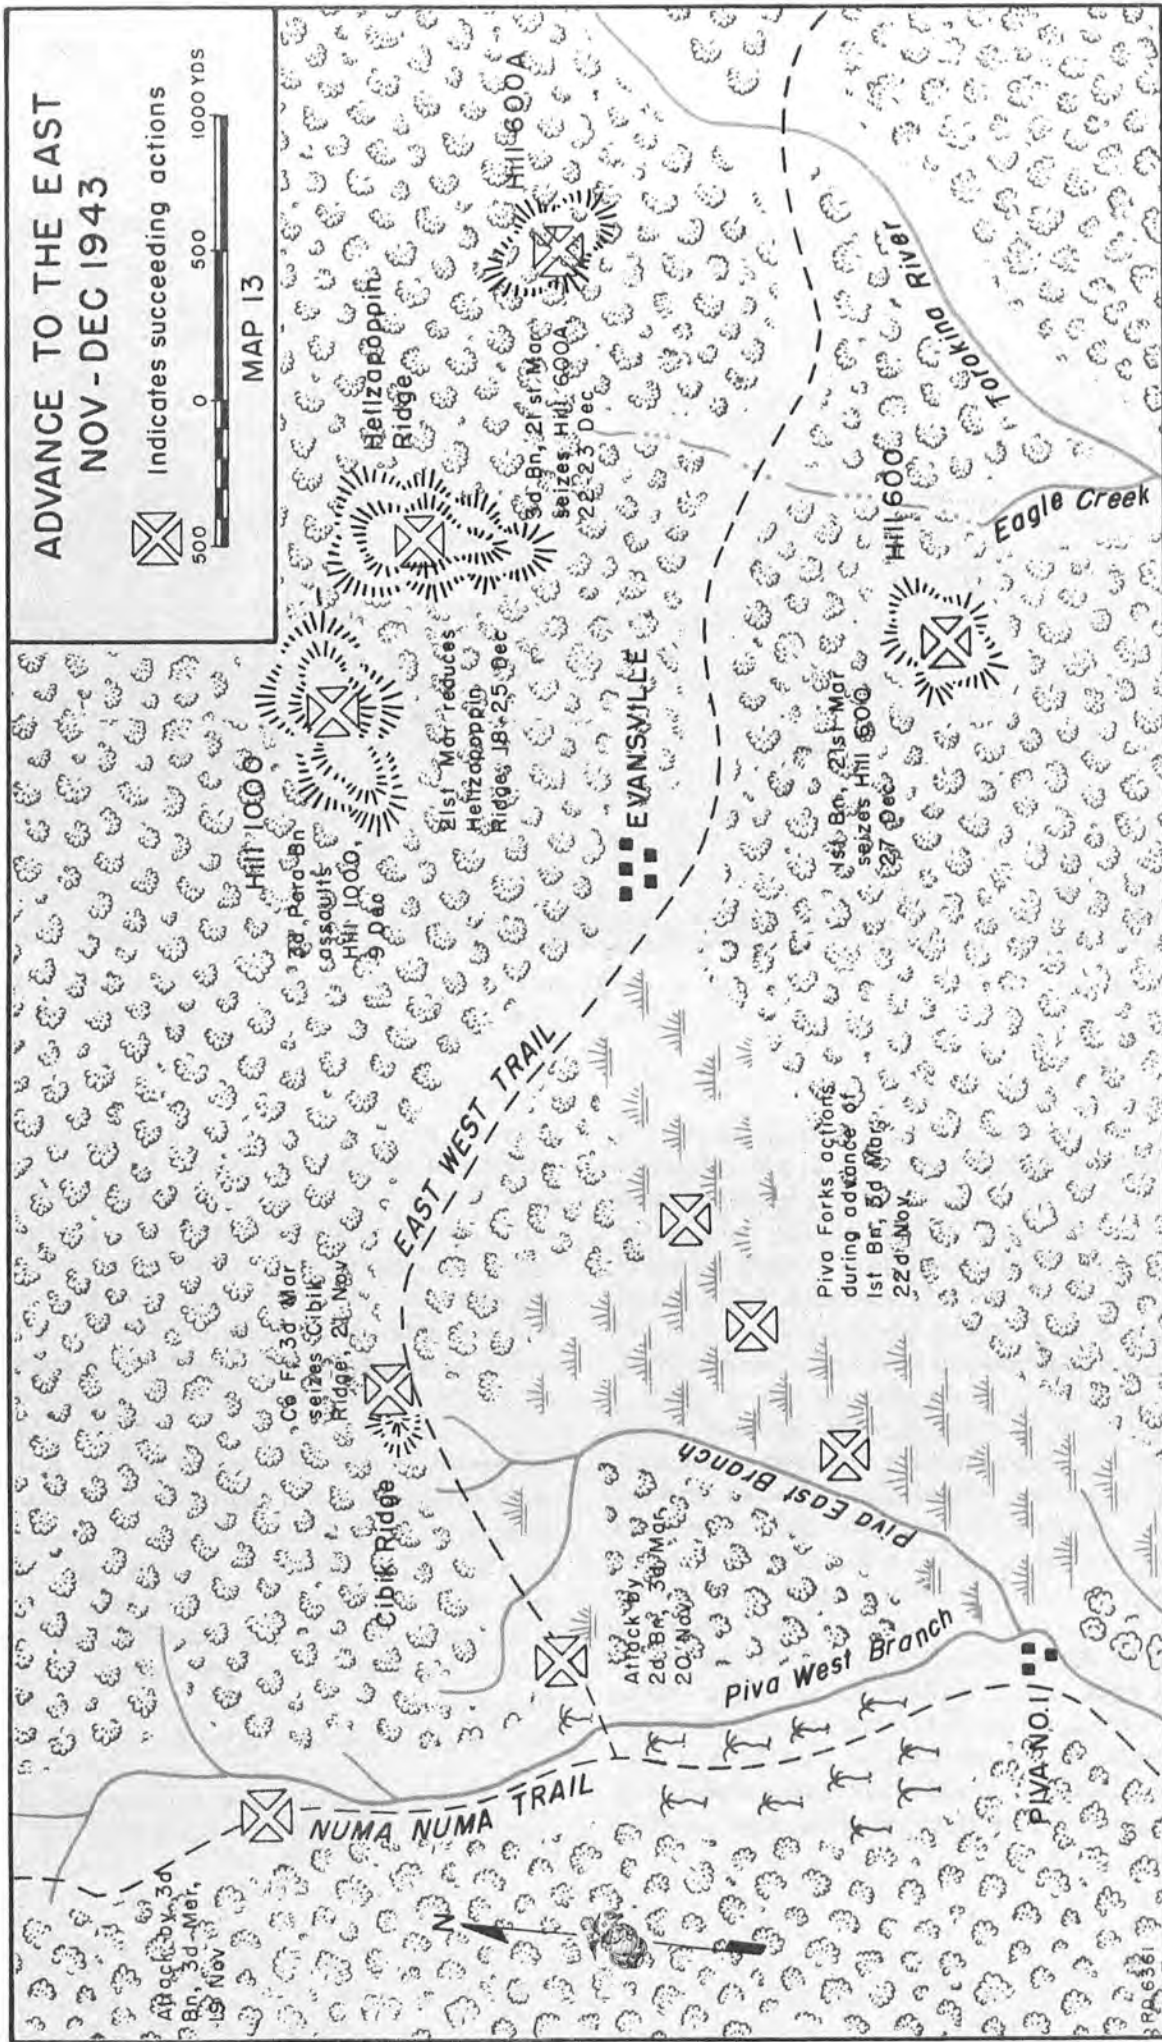 ADVANCE TO THE EAST
NOV-DEC 1943
Indicates succeeding actions
500 0 500 1000 YDS
MAP 13
Attack by 3d
Bn, 3d Mar,
19 Nov
NUMA NUMA TRAIL
N
Co F, 3d Mar
seizes Cibik
Ridge, 21 Nov
Cibik Ridge
EAST WEST TRAIL
Hill 1000
3d Para Bn
assaults
Hill 1000,
9 Dec
21st Mar reduces
Hellzapoppin
Ridge, 18-25 Dec
Hellzapoppin
Ridge
Hill 600A
3d Bn, 21st Mar
seizes Hill 600A
22-23 Dec
EVANSVILLE
Attack by
2d Bn, 3d Mar,
20 Nov
Piva East Branch
Piva West Branch
PIVA NO. 1
Piva Forks actions
during advance of
1st Bn, 3d Mar,
22d Nov
1st Bn, 21st Mar
seizes Hill 600
27 Dec
Hill 600
Eagle Creek
Torokina River
RD 6361